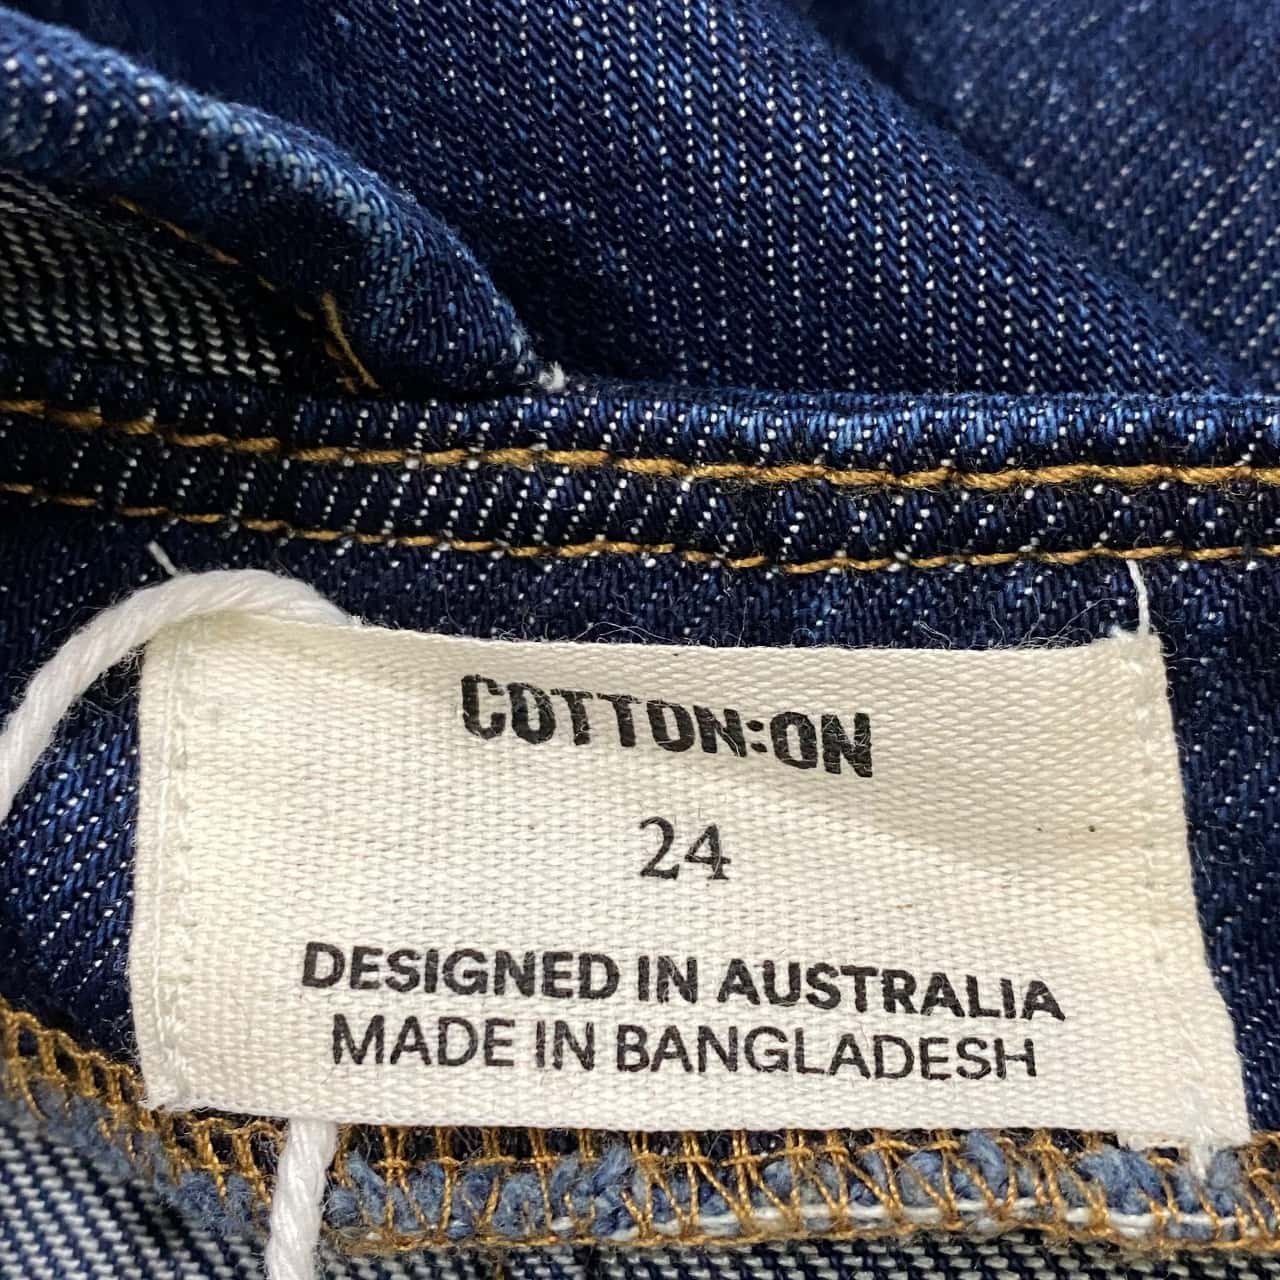 COTTON:ON
24
DESIGNED IN AUSTRALIA
MADE IN BANGLADESH